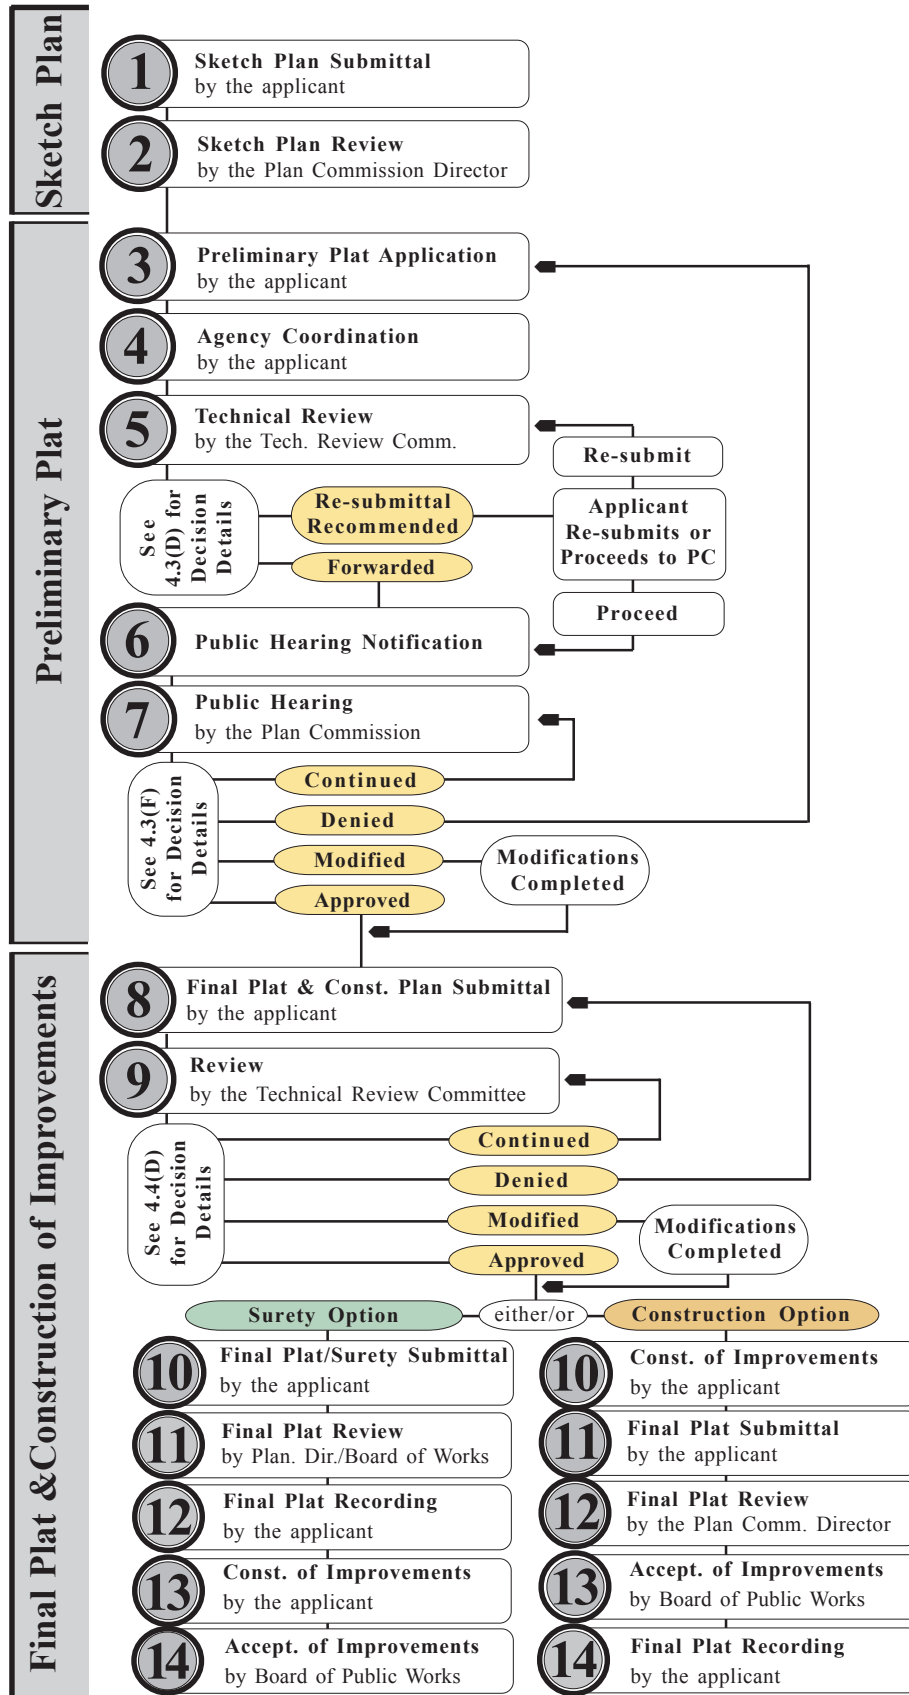 Sketch Plan
1
Sketch Plan Submittal
by the applicant
2
Sketch Plan Review
by the Plan Commission Director
Preliminary Plat
3
Preliminary Plat Application
by the applicant
4
Agency Coordination
by the applicant
5
Technical Review
by the Tech. Review Comm.
Re-submit
See
4.3(D) for
Decision
Details
Re-submittal
Recommended
Applicant
Re-submits or
Proceeds to PC
Forwarded
Proceed
6
Public Hearing Notification
7
Public Hearing
by the Plan Commission
See 4.3(F)
for Decision
Details
Continued
Denied
Modified
Modifications
Completed
Approved
Final Plat &Construction of Improvements
8
Final Plat & Const. Plan Submittal
by the applicant
9
Review
by the Technical Review Committee
See 4.4(D)
for Decision
Details
Continued
Denied
Modified
Modifications
Completed
Approved
Surety Option
either/or
Construction Option
10
Final Plat/Surety Submittal
by the applicant
11
Final Plat Review
by Plan. Dir./Board of Works
12
Final Plat Recording
by the applicant
13
Const. of Improvements
by the applicant
14
Accept. of Improvements
by Board of Public Works
10
Const. of Improvements
by the applicant
11
Final Plat Submittal
by the applicant
12
Final Plat Review
by the Plan Comm. Director
13
Accept. of Improvements
by Board of Public Works
14
Final Plat Recording
by the applicant